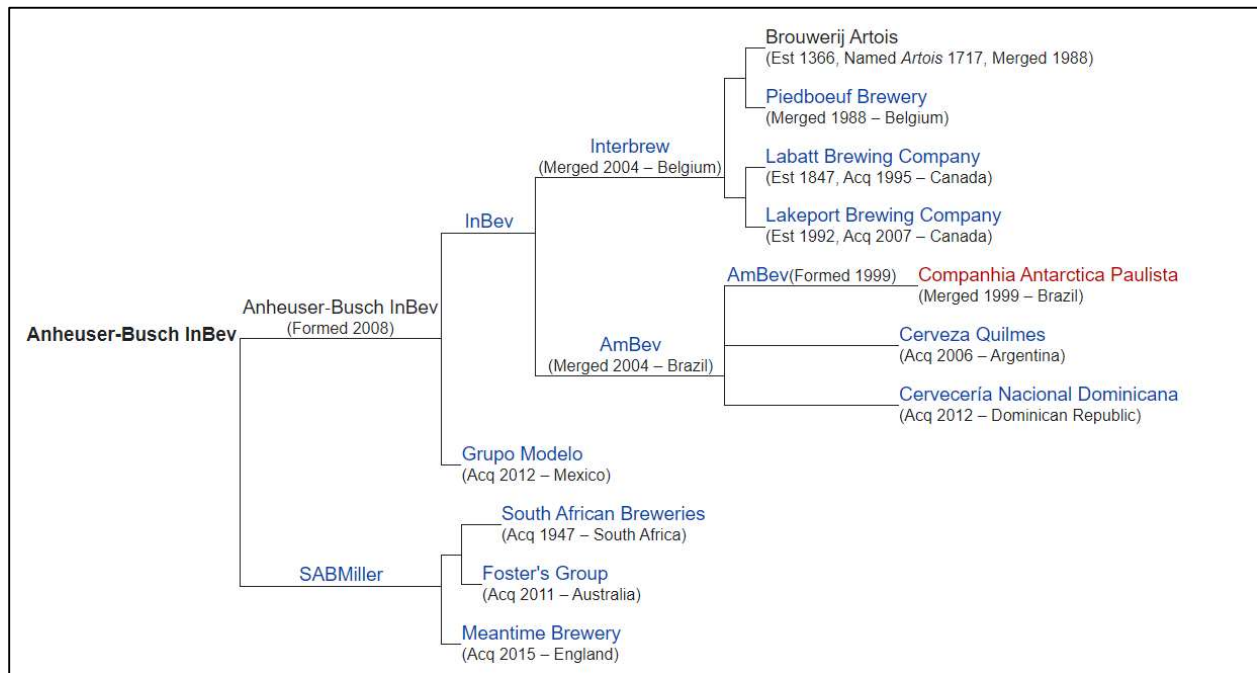 Brouwerij Artois
(Est 1366, Named Artois 1717, Merged 1988)
Piedboeuf Brewery
(Merged 1988 – Belgium)
Interbrew
(Merged 2004 – Belgium)
Labatt Brewing Company
(Est 1847, Acq 1995 – Canada)
Lakeport Brewing Company
(Est 1992, Acq 2007 – Canada)
InBev
AmBev(Formed 1999)
Companhia Antarctica Paulista
(Merged 1999 – Brazil)
Anheuser-Busch InBev
(Formed 2008)
Anheuser-Busch InBev
Cerveza Quilmes
(Acq 2006 – Argentina)
AmBev
(Merged 2004 – Brazil)
Cervecería Nacional Dominicana
(Acq 2012 – Dominican Republic)
Grupo Modelo
(Acq 2012 – Mexico)
South African Breweries
(Acq 1947 – South Africa)
SABMiller
Foster's Group
(Acq 2011 – Australia)
Meantime Brewery
(Acq 2015 – England)